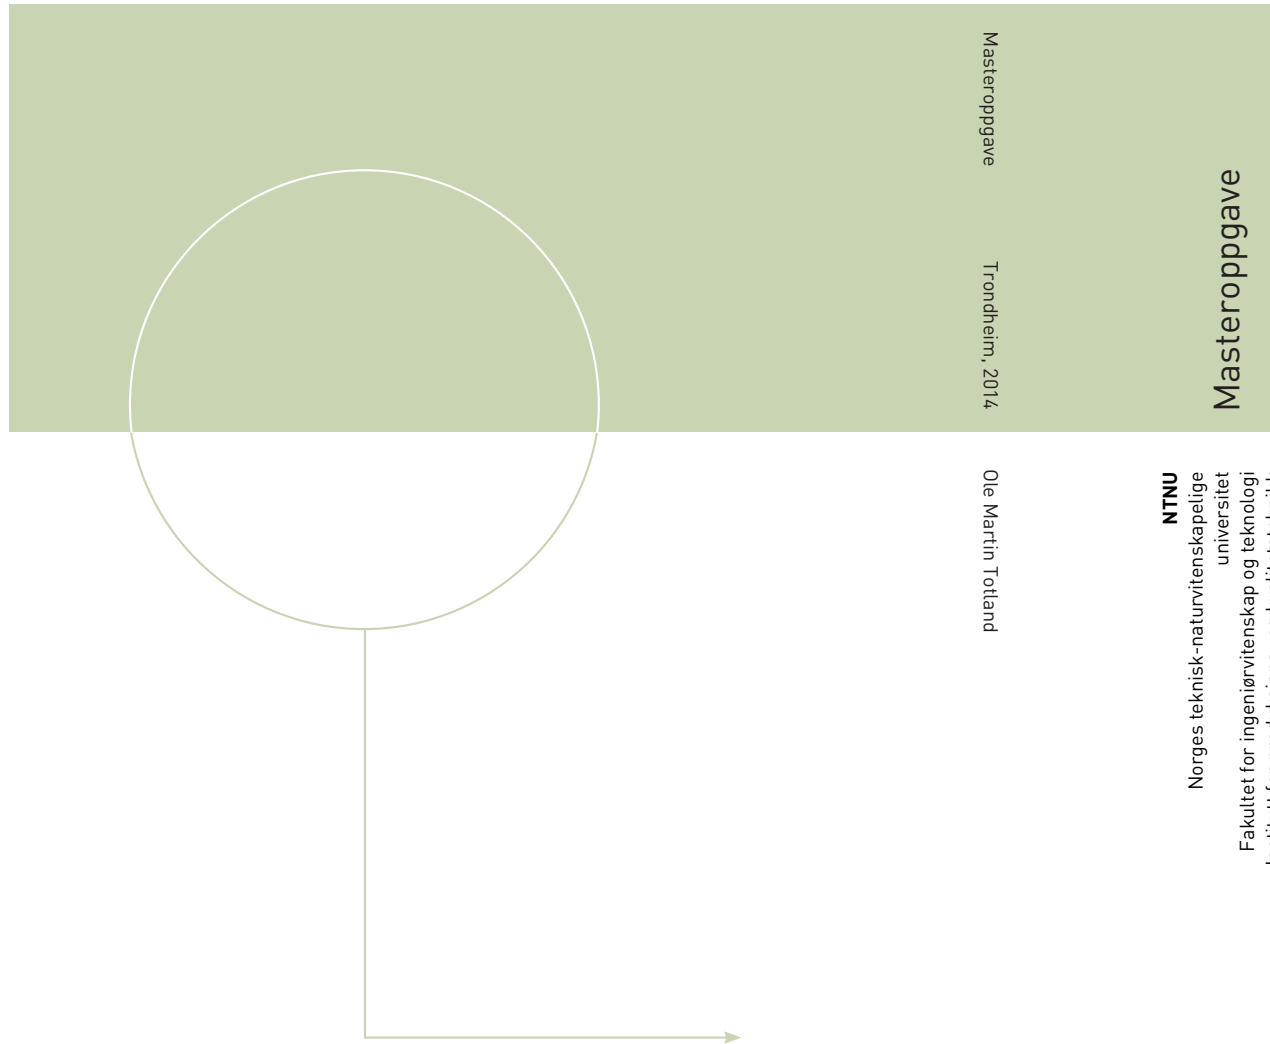 Masteroppgave
Trondheim, 2014
Ole Martin Totland
Masteroppgave
NTNU
Norges teknisk-naturvitenskapelige
universitet
Fakultet for ingeniørvitenskap og teknologi